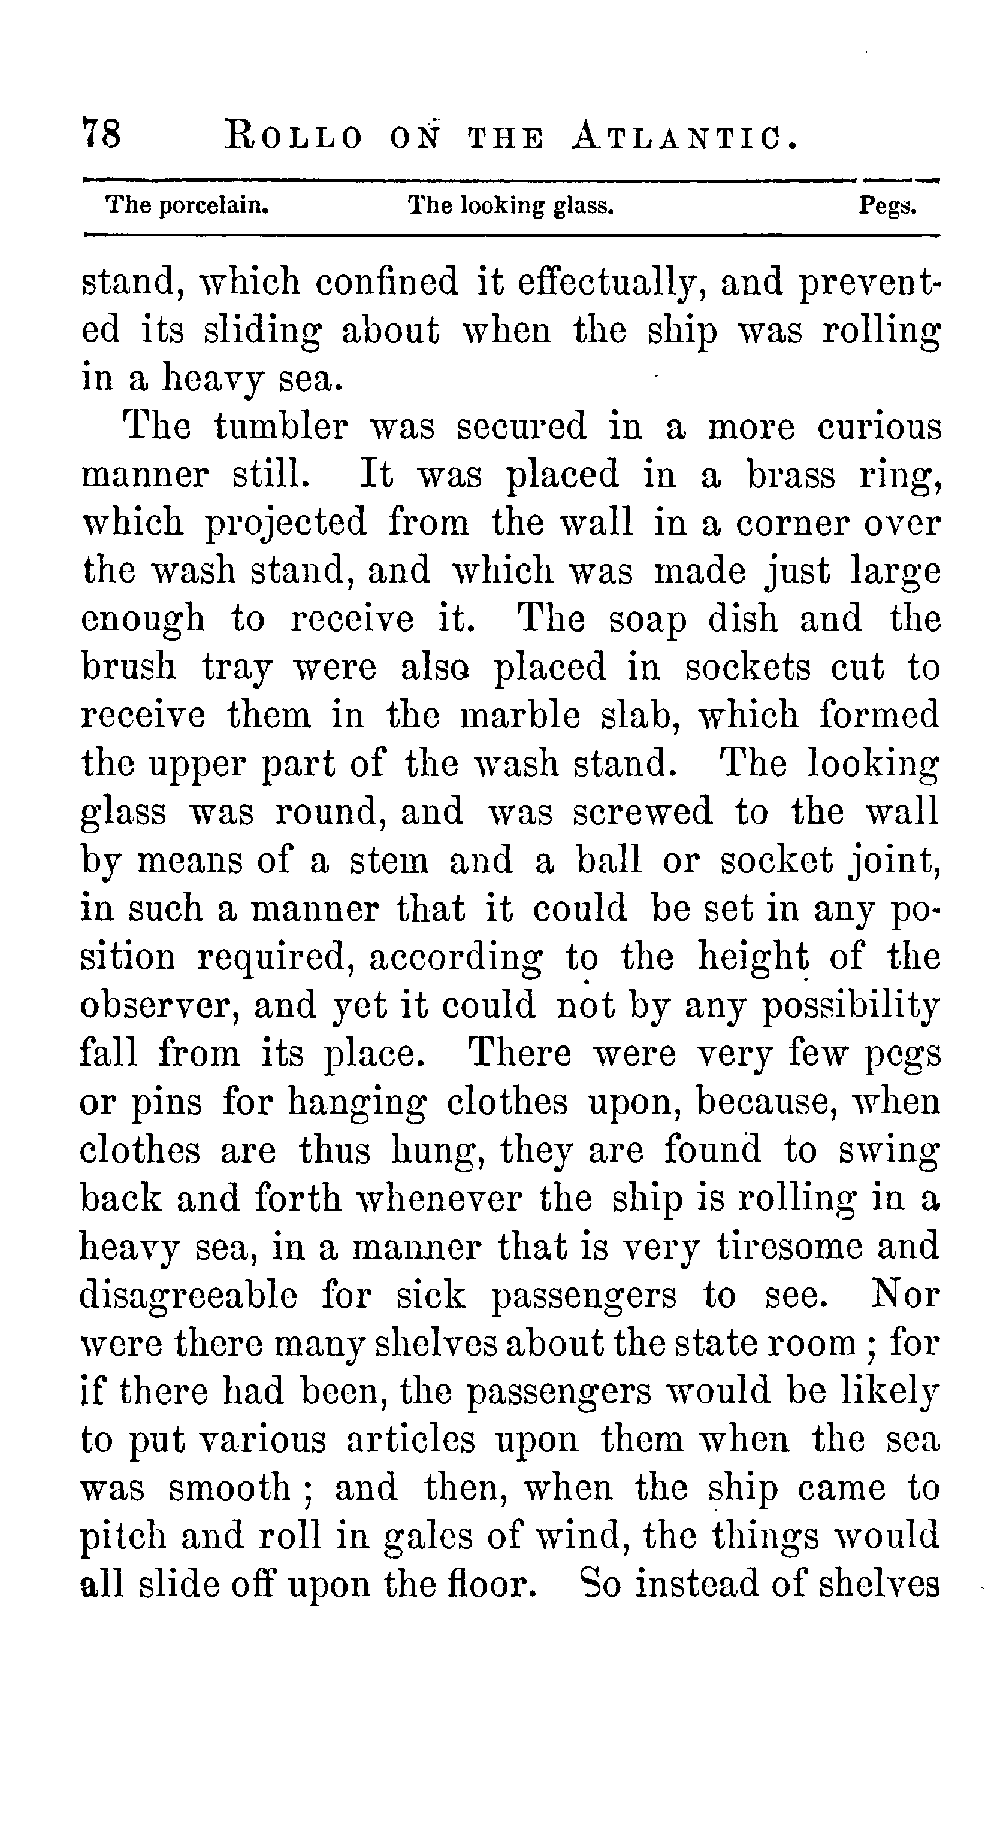 78 ROLLO ON THE ATLANTIC.
The porcelain. The looking glass. Pegs.
stand, which confined it effectually, and prevent-
ed its sliding about when the ship was rolling
in a heavy sea.
The tumbler was secured in a more curious
manner still. It was placed in a brass ring,
which projected from the wall in a corner over
the wash stand, and which was made just large
enough to receive it. The soap dish and the
brush tray were also placed in sockets cut to
receive them in the marble slab, which formed
the upper part of the wash stand. The looking
glass was round, and was screwed to the wall
by means of a stem and a ball or socket joint,
in such a manner that it could be set in any po-
sition required, according to the height of the
observer, and yet it could not by any possibility
fall from its place. There were very few pegs
or pins for hanging clothes upon, because, when
clothes are thus hung, they are found to swing
back and forth whenever the ship is rolling in a
heavy sea, in a manner that is very tiresome and
disagreeable for sick passengers to see. Nor
were there many shelves about the state room ; for
if there had been, the passengers would be likely
to put various articles upon them when the sea
was smooth ; and then, when the ship came to
pitch and roll in gales of wind, the things would
all slide off upon the floor. So instead of shelves